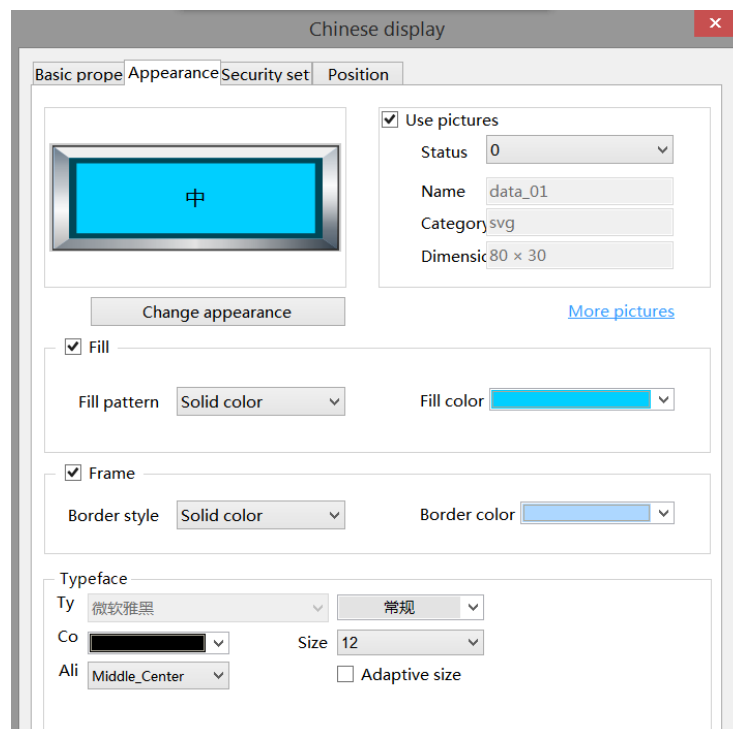 Chinese display
Basic prope Appearance Security set Position
中
Use pictures
Status 0
Name data_01
Category svg
Dimensic 80 × 30
Change appearance
More pictures
Fill
Fill pattern Solid color
Fill color
Frame
Border style Solid color
Border color
Typeface
Ty 微软雅黑 常规
Co Size 12
Ali Middle_Center Adaptive size